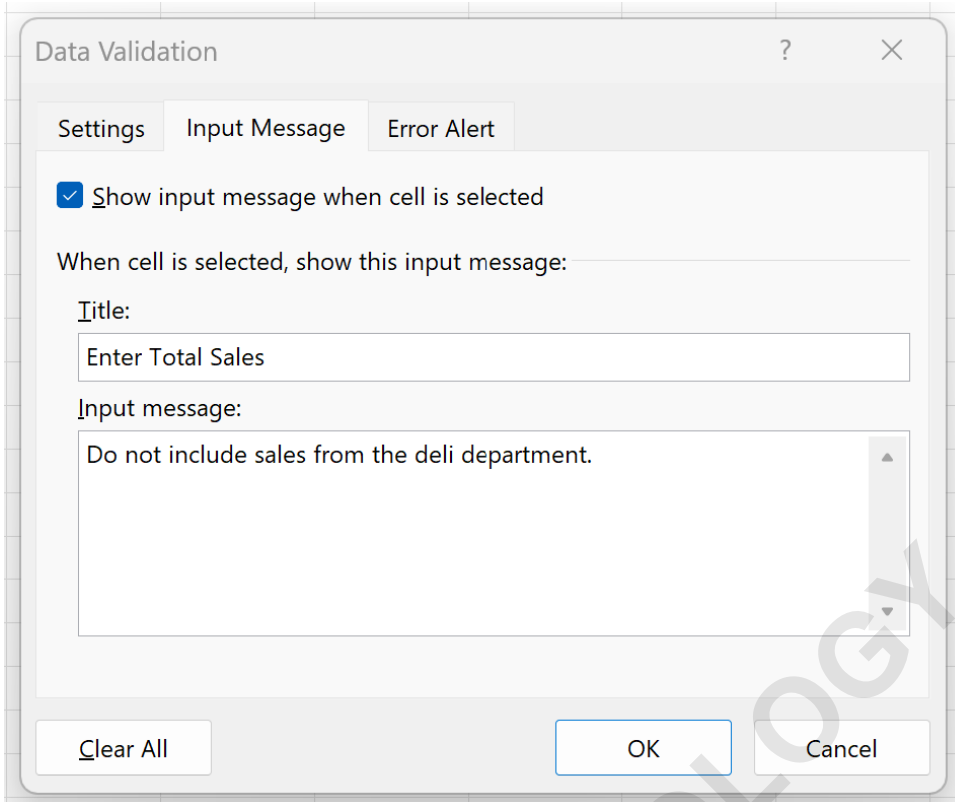 Data Validation ?
Settings Input Message Error Alert
Show input message when cell is selected
When cell is selected, show this input message:
Title:
Enter Total Sales
Input message:
Do not include sales from the deli department.
Clear All OK Cancel
OLOGY